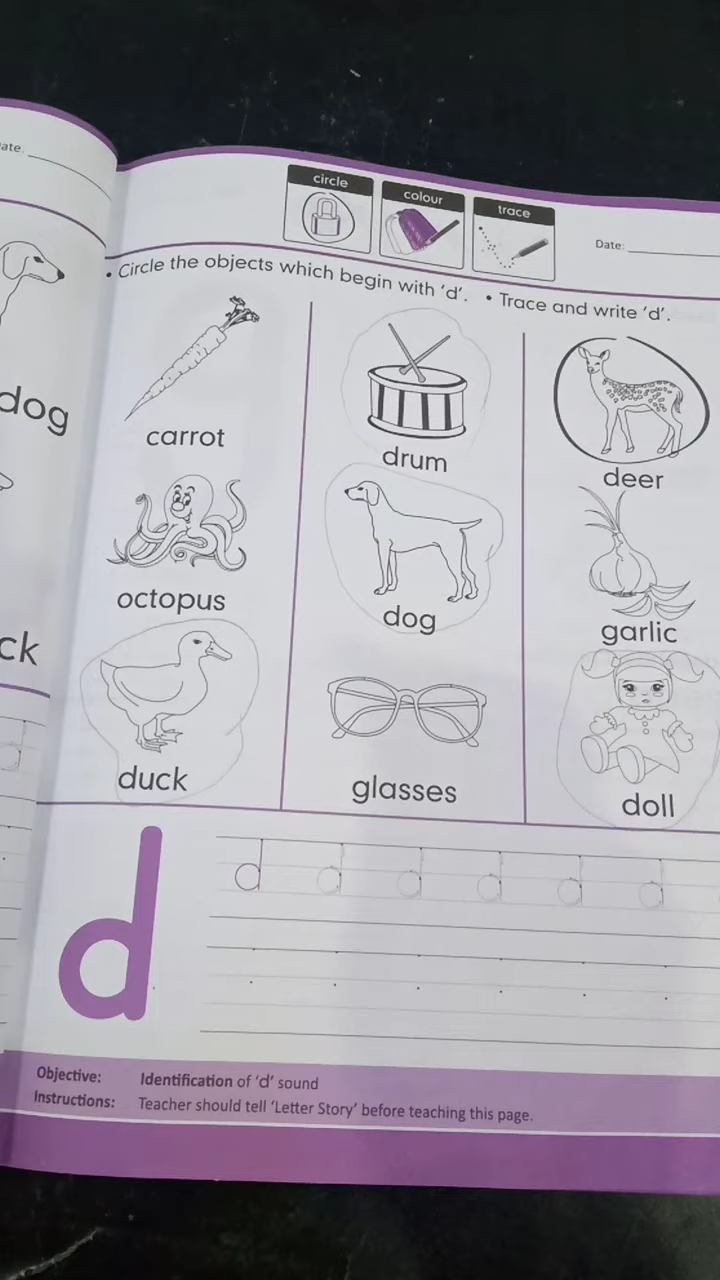 ate:
dog
ck
circle
colour
trace
Date:
• Circle the objects which begin with 'd'. • Trace and write 'd'.
carrot
drum
deer
octopus
dog
garlic
duck
glasses
doll
d
d d d d d d
Objective: Identification of 'd' sound
Instructions: Teacher should tell 'Letter Story' before teaching this page.